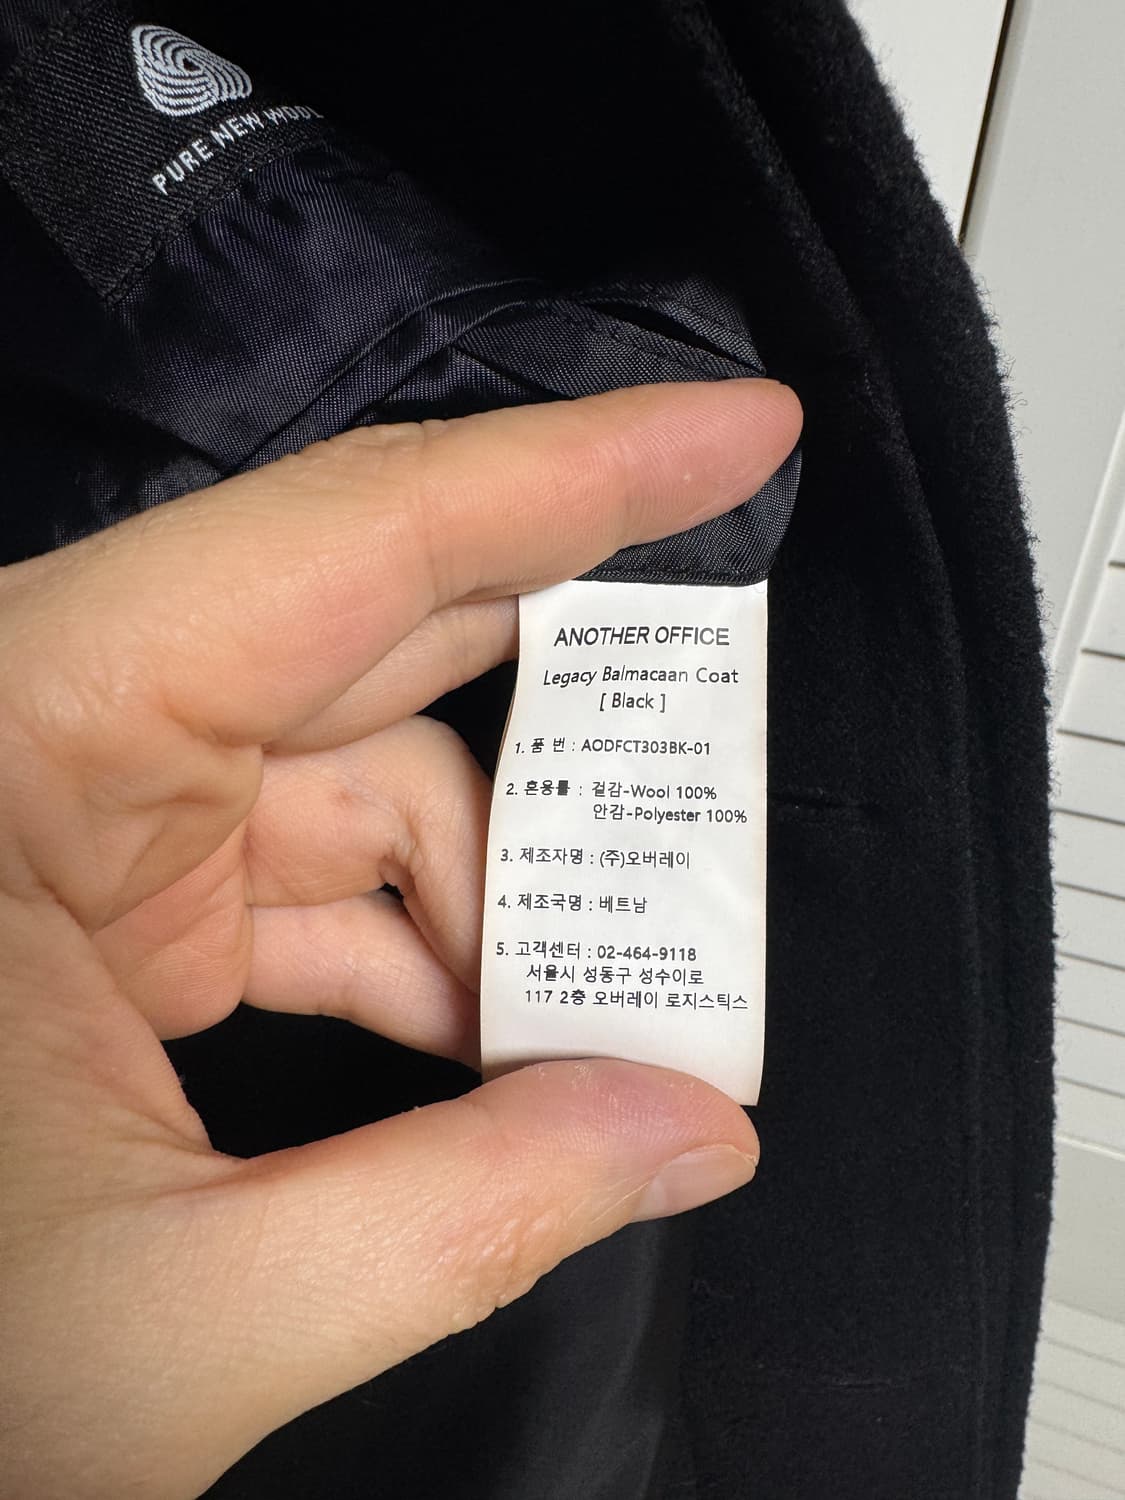 PURE NEW WOOL
ANOTHER OFFICE
Legacy Balmacaan Coat
[ Black ]
1. 품 번 : AODFCT303BK-01
2. 혼용률 : 겉감-Wool 100%
안감-Polyester 100%
3. 제조자명 : (주)오버레이
4. 제조국명 : 베트남
5. 고객센터 : 02-464-9118
서울시 성동구 성수이로
117 2층 오버레이 로지스틱스